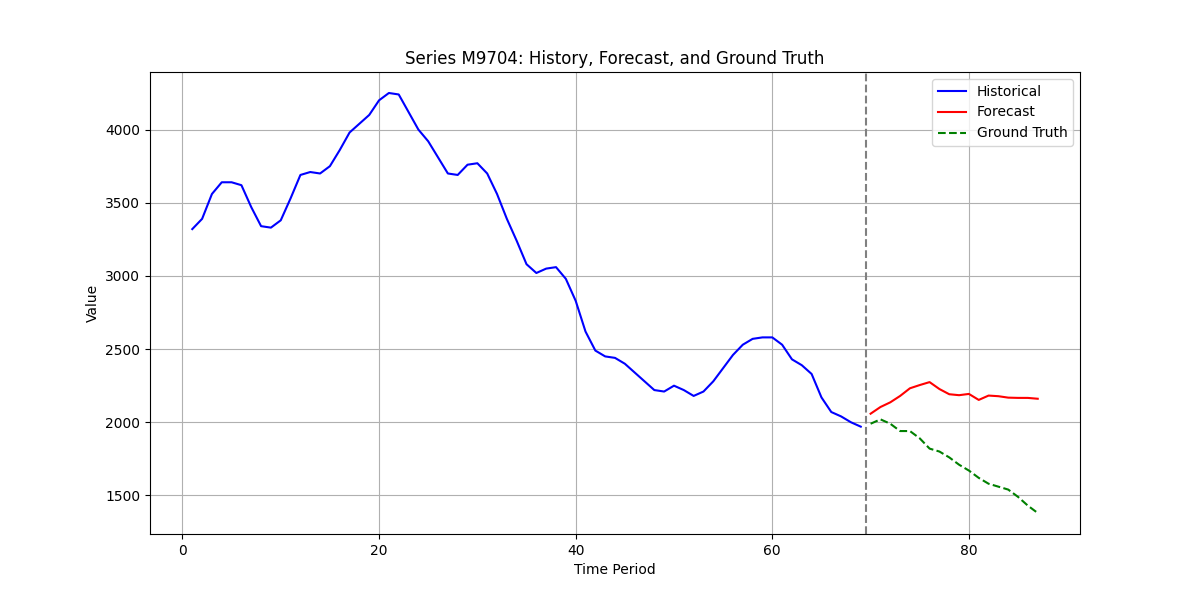 Series M9704: History, Forecast, and Ground Truth
Historical
Forecast
Ground Truth
Value
4000
3500
3000
2500
2000
1500
0
20
40
60
80
Time Period